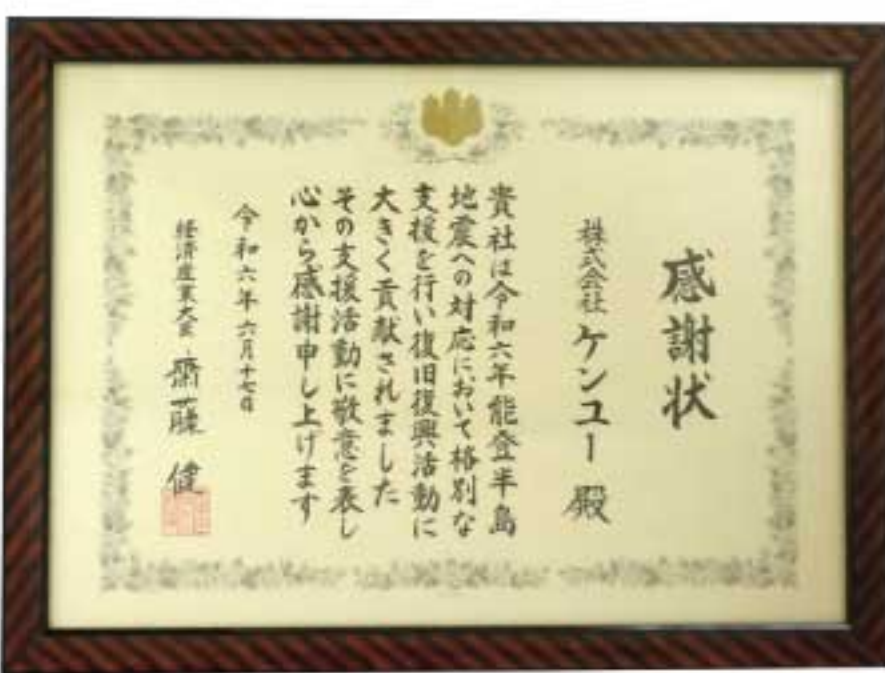 感謝状
株式会社 ケンユー 殿
貴社は令和六年能登半島
地震への対応において格別な
支援を行い復旧復興活動に
大きく貢献されました
その支援活動に敬意を表し
心から感謝申し上げます
令和六年六月十七日
経済産業大臣 齋藤 健